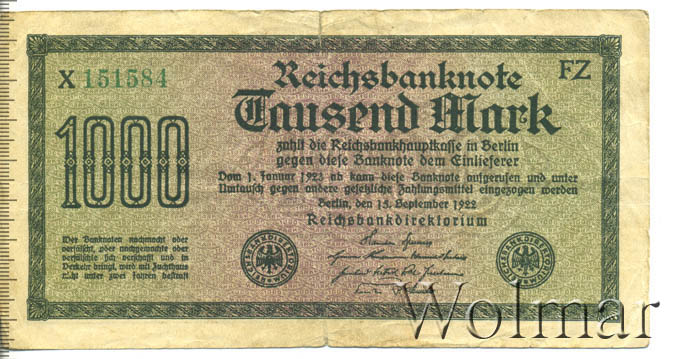 X 151584
FZ
Reichsbanknote
Tausend Mark
1000
zahlt die Reichsbankhauptkasse in Berlin
gegen diese Banknote dem Einlieferer
Vom 1. Januar 1923 ab kann diese Banknote aufgerufen und unter
Umtausch gegen andere gesetzliche Zahlungsmittel eingezogen werden
Berlin, den 15. September 1922
Reichsbankdirektorium
Wer Banknoten nachmacht oder
verfälscht, oder nachgemachte oder
verfälschte sich verschafft und in
Verkehr bringt, wird mit Zuchthaus
nicht unter zwei Jahren bestraft
REICHSBANKDIREKTORIUM
REICHSBANKDIREKTORIUM
Wolmar